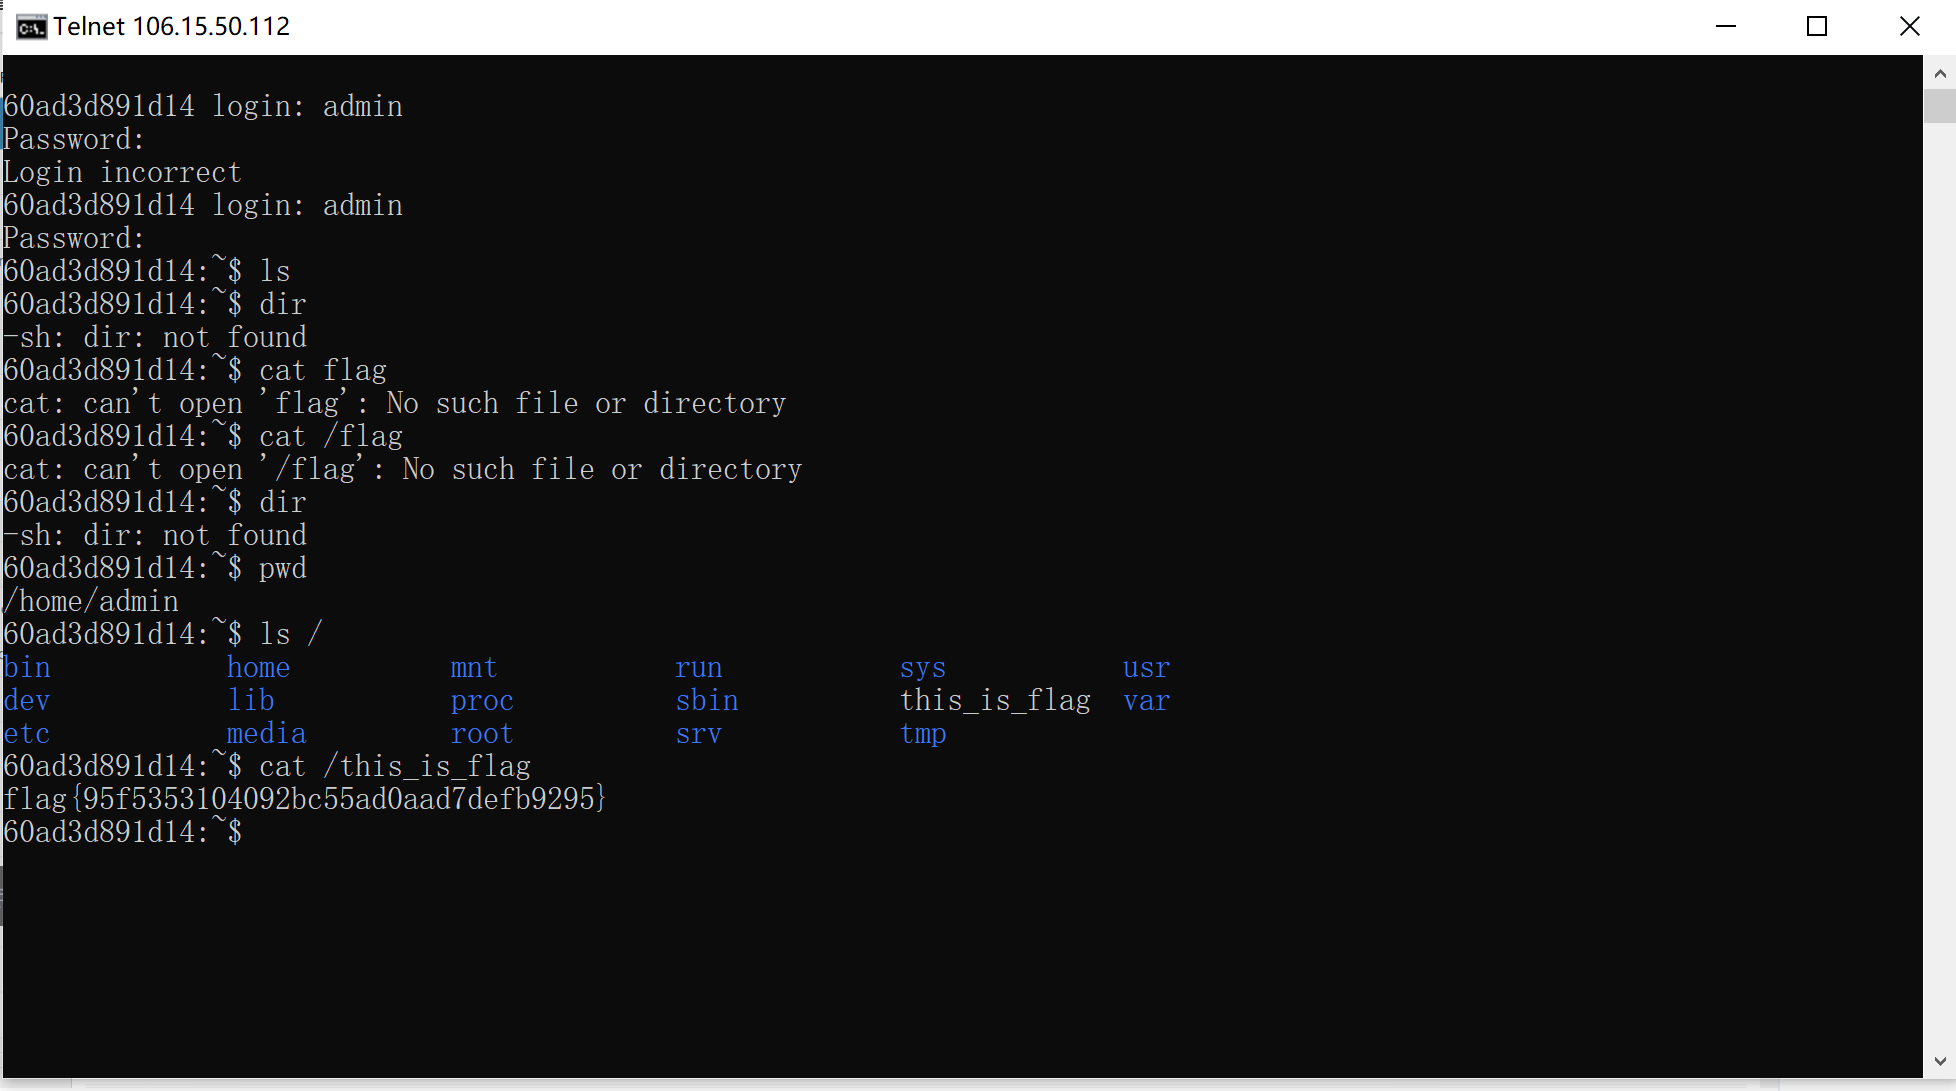 Telnet 106.15.50.112
60ad3d891d14 login: admin
Password:
Login incorrect
60ad3d891d14 login: admin
Password:
60ad3d891d14:~$ ls
60ad3d891d14:~$ dir
-sh: dir: not found
60ad3d891d14:~$ cat flag
cat: can't open 'flag': No such file or directory
60ad3d891d14:~$ cat /flag
cat: can't open '/flag': No such file or directory
60ad3d891d14:~$ dir
-sh: dir: not found
60ad3d891d14:~$ pwd
/home/admin
60ad3d891d14:~$ ls /
bin home mnt run sys usr
dev lib proc sbin this_is_flag var
etc media root srv tmp
60ad3d891d14:~$ cat /this_is_flag
flag{95f5353104092bc55ad0aad7defb9295}
60ad3d891d14:~$